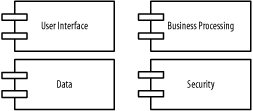 User Interface
Business Processing
Data
Security